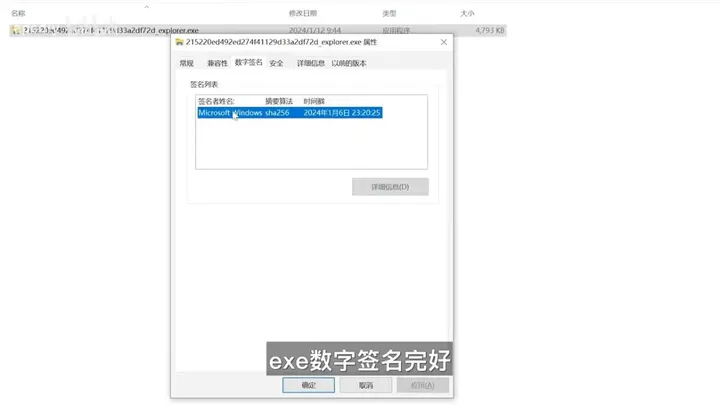 名称 修改日期 类型 大小
215220ed492ed274f41129d33a2df72d_explorer.exe 2024/1/12 9:44 应用程序 4,793 KB
215220ed492ed274f41129d33a2df72d_explorer.exe 属性
常规 兼容性 数字签名 安全 详细信息 以前的版本
签名列表
签名者姓名: 摘要算法 时间戳
Microsoft Windows sha256 2024年1月6日 23:20:25
详细信息(D)
exe数字签名完好
确定 取消 应用(A)